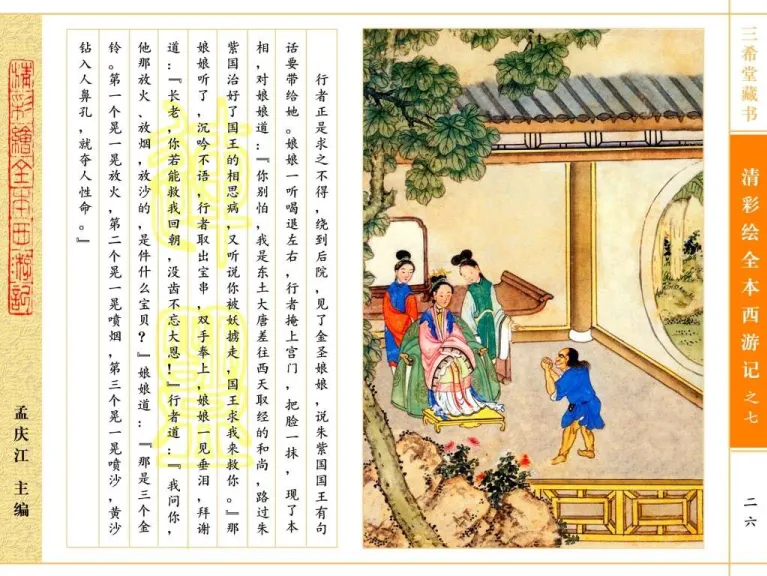 三希堂藏书
清彩绘全本西游记之七
二六
行者正是求之不得，绕到后院，见了金圣娘娘，说朱紫国国王有句
话要带给她。娘娘一听喝退左右，行者掩上宫门，把脸一抹，现了本
相，对娘娘道：『你别怕，我是东土大唐差往西天取经的和尚，路过朱
紫国治好了国王的相思病，又听说你被妖掳走，国王求我来救你。』那
娘娘听了，沉吟不语，行者取出宝串，双手奉上，娘娘一见垂泪，拜谢
道：『长老，你若能救我回朝，没齿不忘大恩！』行者道：『我问你，
他那放火、放烟，放沙的，是件什么宝贝？』娘娘道：『那是三个金
铃。第一个晃一晃放火，第二个晃一晃喷烟，第三个晃一晃喷沙，黄沙
钻入人鼻孔，就夺人性命。』
清彩繪全本西游記
孟庆江 主编